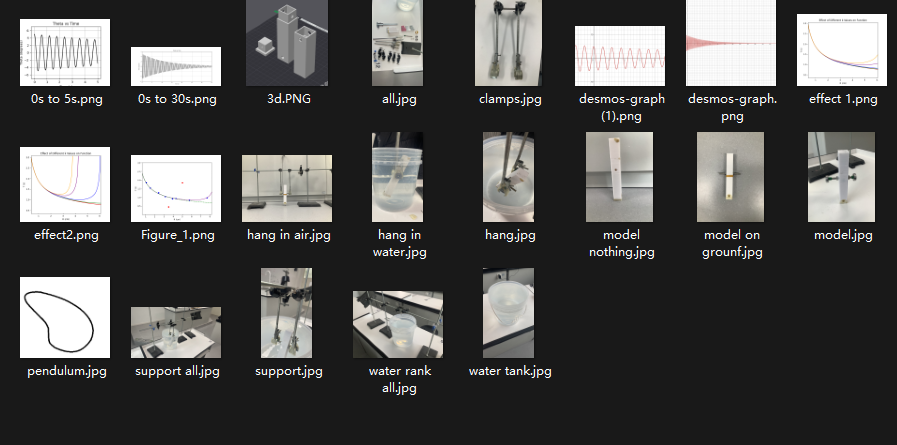 0s to 5s.png
0s to 30s.png
3d.PNG
all.jpg
clamps.jpg
desmos-graph
(1).png
desmos-graph.
png
effect 1.png
effect2.png
Figure_1.png
hang in air.jpg
hang in
water.jpg
hang.jpg
model
nothing.jpg
model on
grounf.jpg
model.jpg
pendulum.jpg
support all.jpg
support.jpg
water rank
all.jpg
water tank.jpg